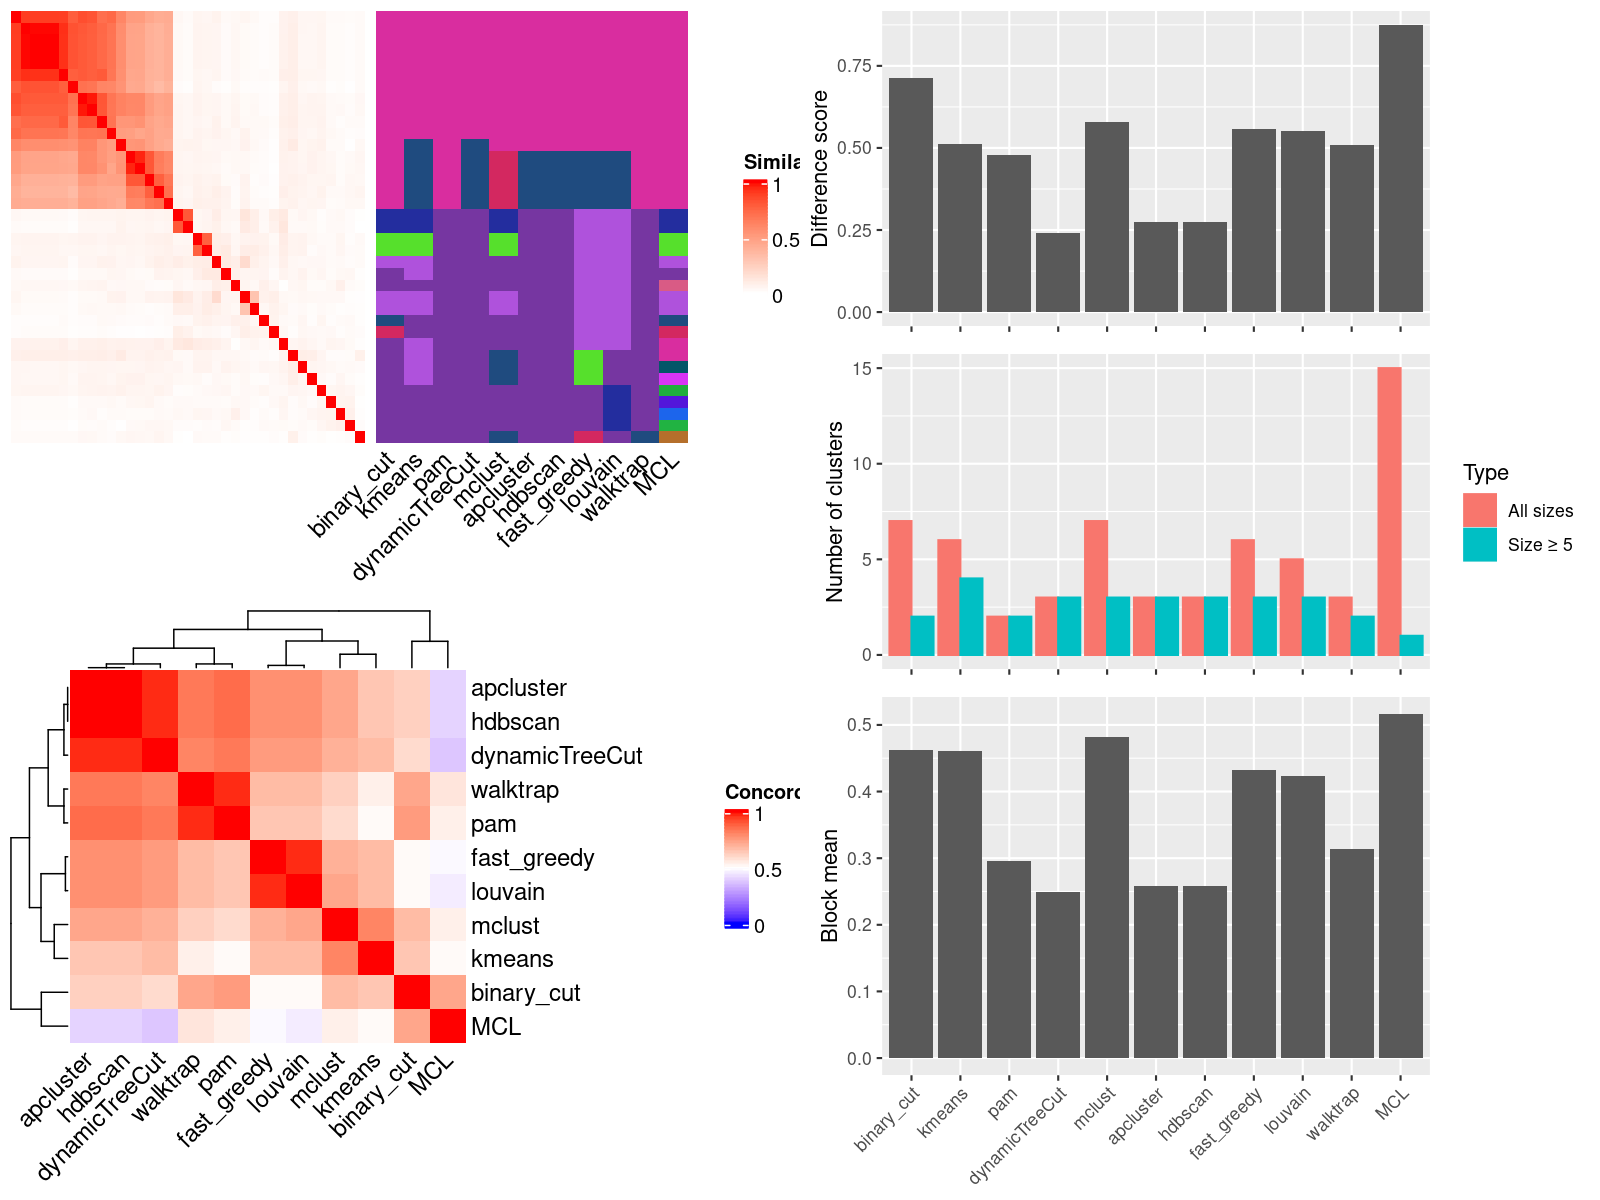 Simila
1
0.5
0
binary_cut
kmeans
pam
dynamicTreeCut
mclust
apcluster
hdbscan
fast_greedy
louvain
walktrap
MCL
apcluster
hdbscan
dynamicTreeCut
walktrap
pam
fast_greedy
louvain
mclust
kmeans
binary_cut
MCL
Concord
1
0.5
0
apcluster
hdbscan
dynamicTreeCut
walktrap
pam
fast_greedy
louvain
mclust
kmeans
binary_cut
MCL
Difference score
0.75
0.50
0.25
0.00
Number of clusters
15
10
5
0
Type
All sizes
Size ≥ 5
Block mean
0.5
0.4
0.3
0.2
0.1
0.0
binary_cut
kmeans
pam
dynamicTreeCut
mclust
apcluster
hdbscan
fast_greedy
louvain
walktrap
MCL